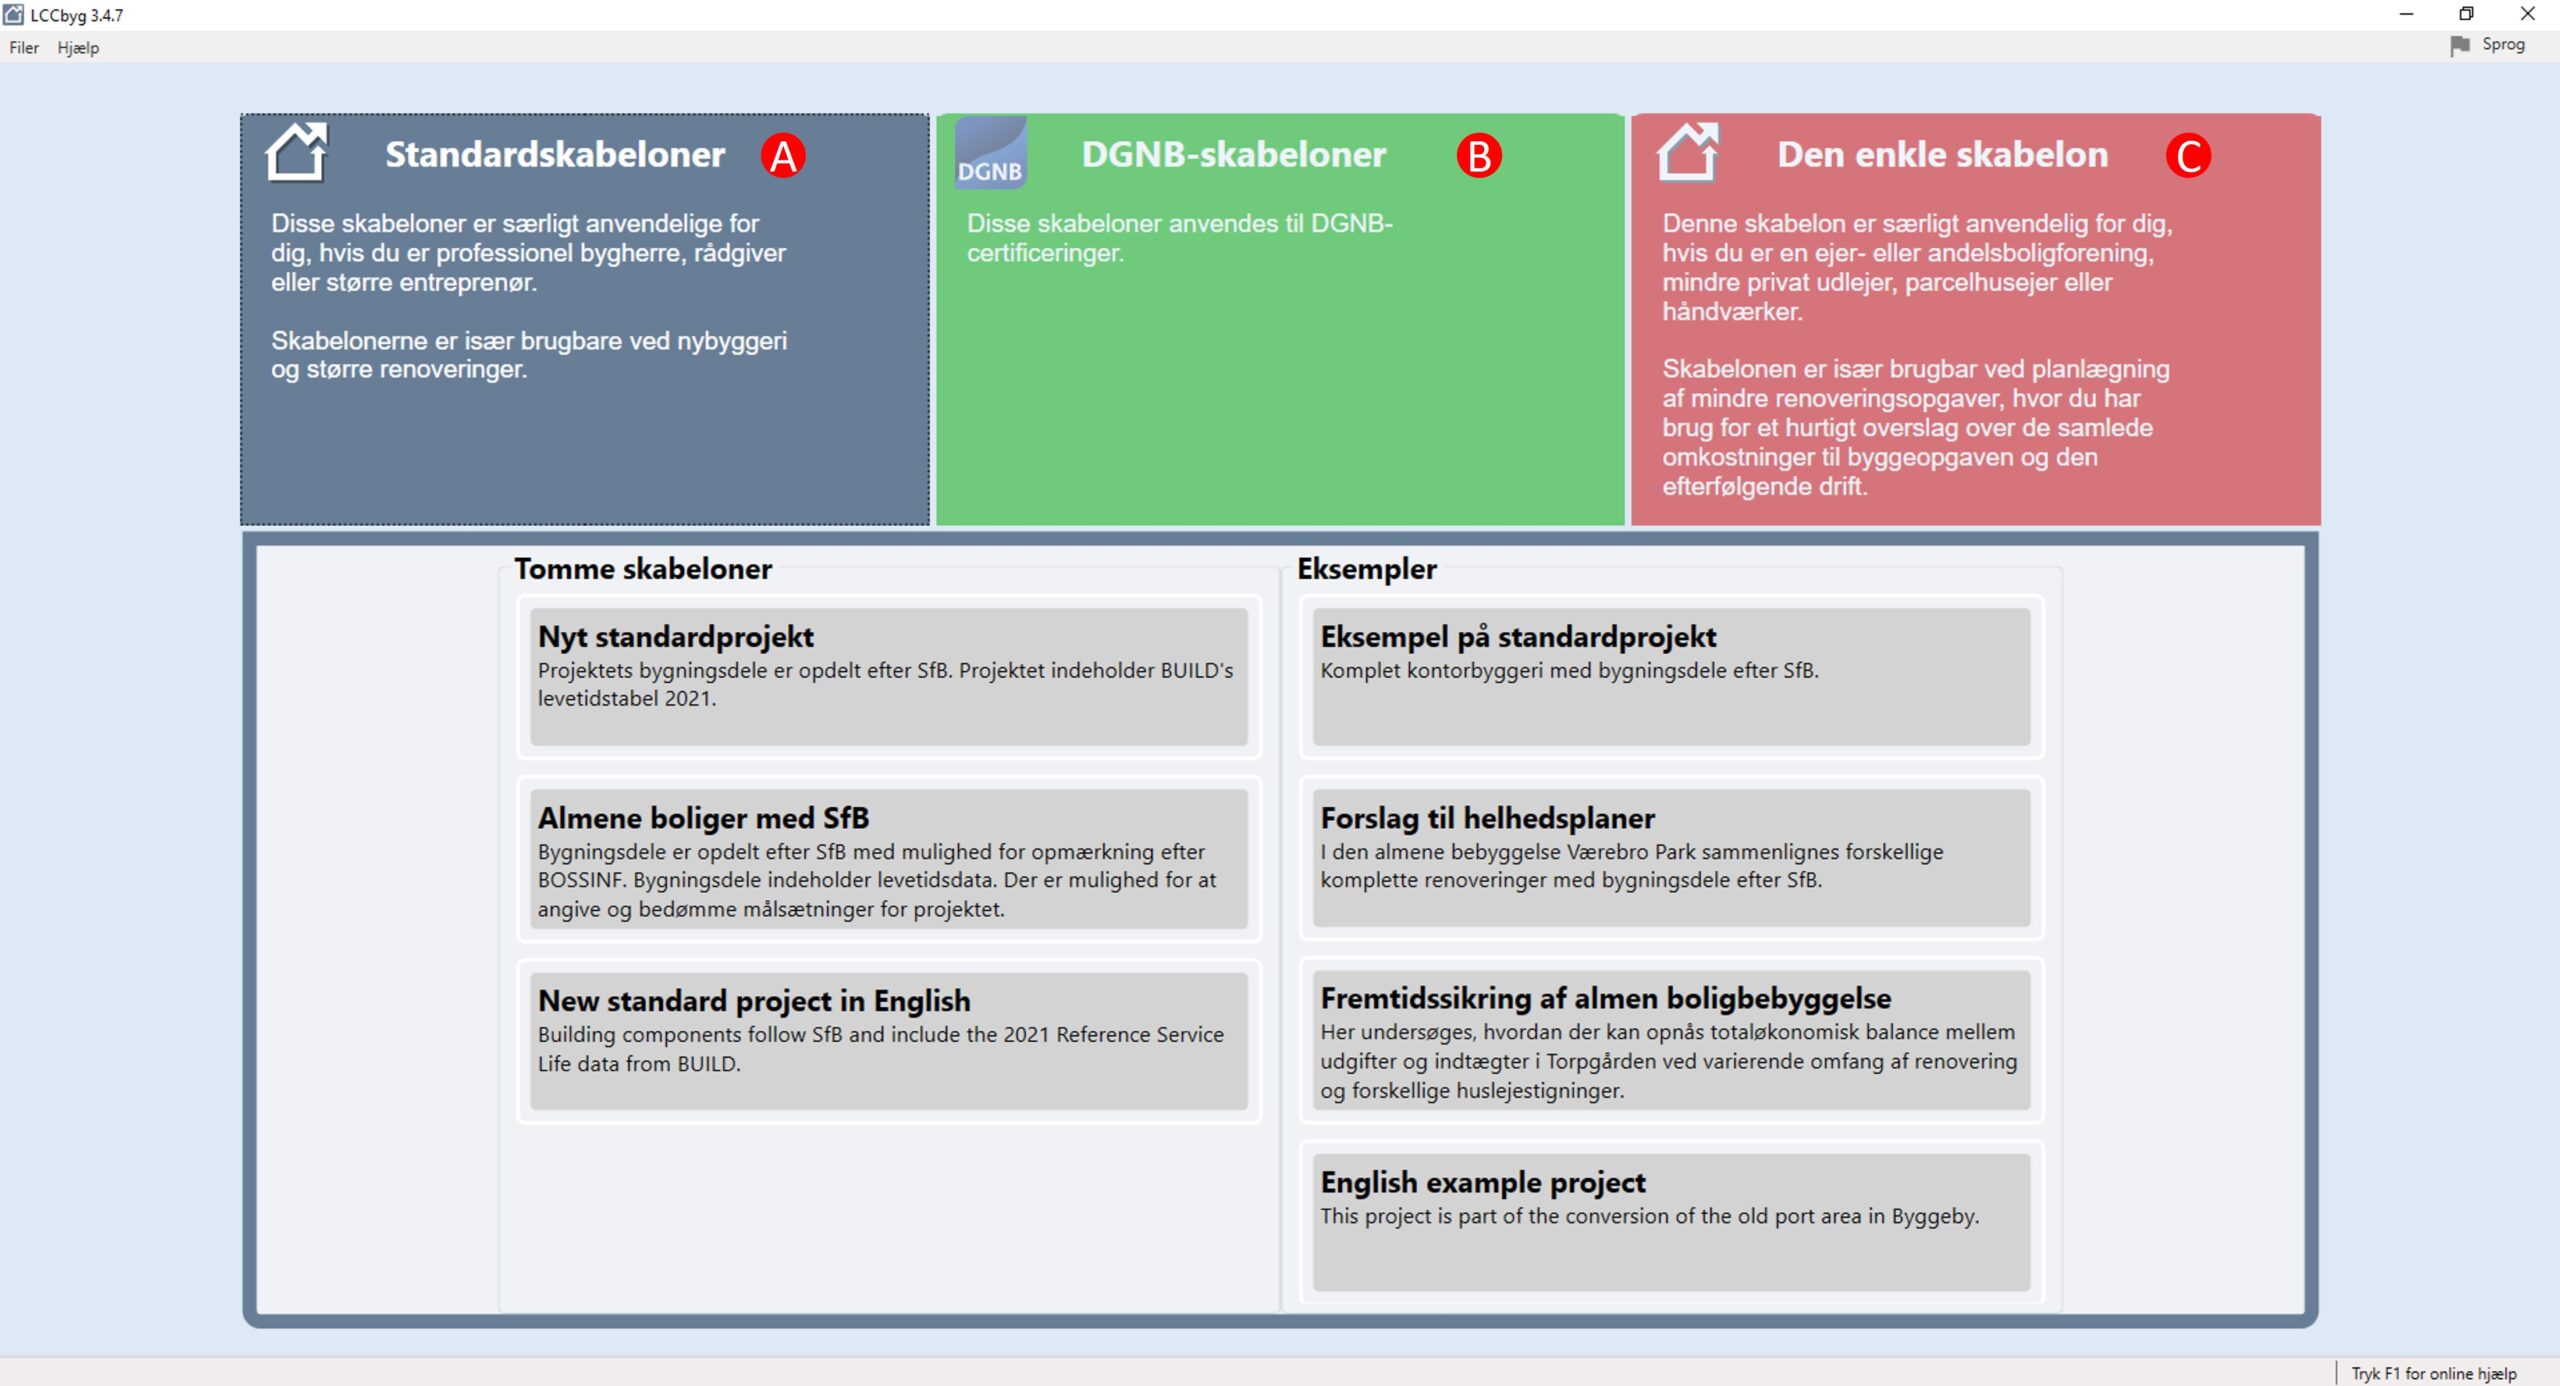 LCCbyg 3.4.7
Filer Hjælp
Sprog
Standardskabeloner A
Disse skabeloner er særligt anvendelige for
dig, hvis du er professionel bygherre, rådgiver
eller større entreprenør.
Skabelonerne er især brugbare ved nybyggeri
og større renoveringer.
DGNB
DGNB-skabeloner B
Disse skabeloner anvendes til DGNB-
certificeringer.
Den enkle skabelon C
Denne skabelon er særligt anvendelig for dig,
hvis du er en ejer- eller andelsboligforening,
mindre privat udlejer, parcelhusejer eller
håndværker.
Skabelonen er især brugbar ved planlægning
af mindre renoveringsopgaver, hvor du har
brug for et hurtigt overslag over de samlede
omkostninger til byggeopgaven og den
efterfølgende drift.
Tomme skabeloner
Nyt standardprojekt
Projektets bygningsdele er opdelt efter SfB. Projektet indeholder BUILD's
levetidstabel 2021.
Almene boliger med SfB
Bygningsdele er opdelt efter SfB med mulighed for opmærkning efter
BOSSINF. Bygningsdele indeholder levetidsdata. Der er mulighed for at
angive og bedømme målsætninger for projektet.
New standard project in English
Building components follow SfB and include the 2021 Reference Service
Life data from BUILD.
Eksempler
Eksempel på standardprojekt
Komplet kontorbyggeri med bygningsdele efter SfB.
Forslag til helhedsplaner
I den almene bebyggelse Værebro Park sammenlignes forskellige
komplette renoveringer med bygningsdele efter SfB.
Fremtidssikring af almen boligbebyggelse
Her undersøges, hvordan der kan opnås totaløkonomisk balance mellem
udgifter og indtægter i Torpgården ved varierende omfang af renovering
og forskellige huslejestigninger.
English example project
This project is part of the conversion of the old port area in Byggeby.
Tryk F1 for online hjælp